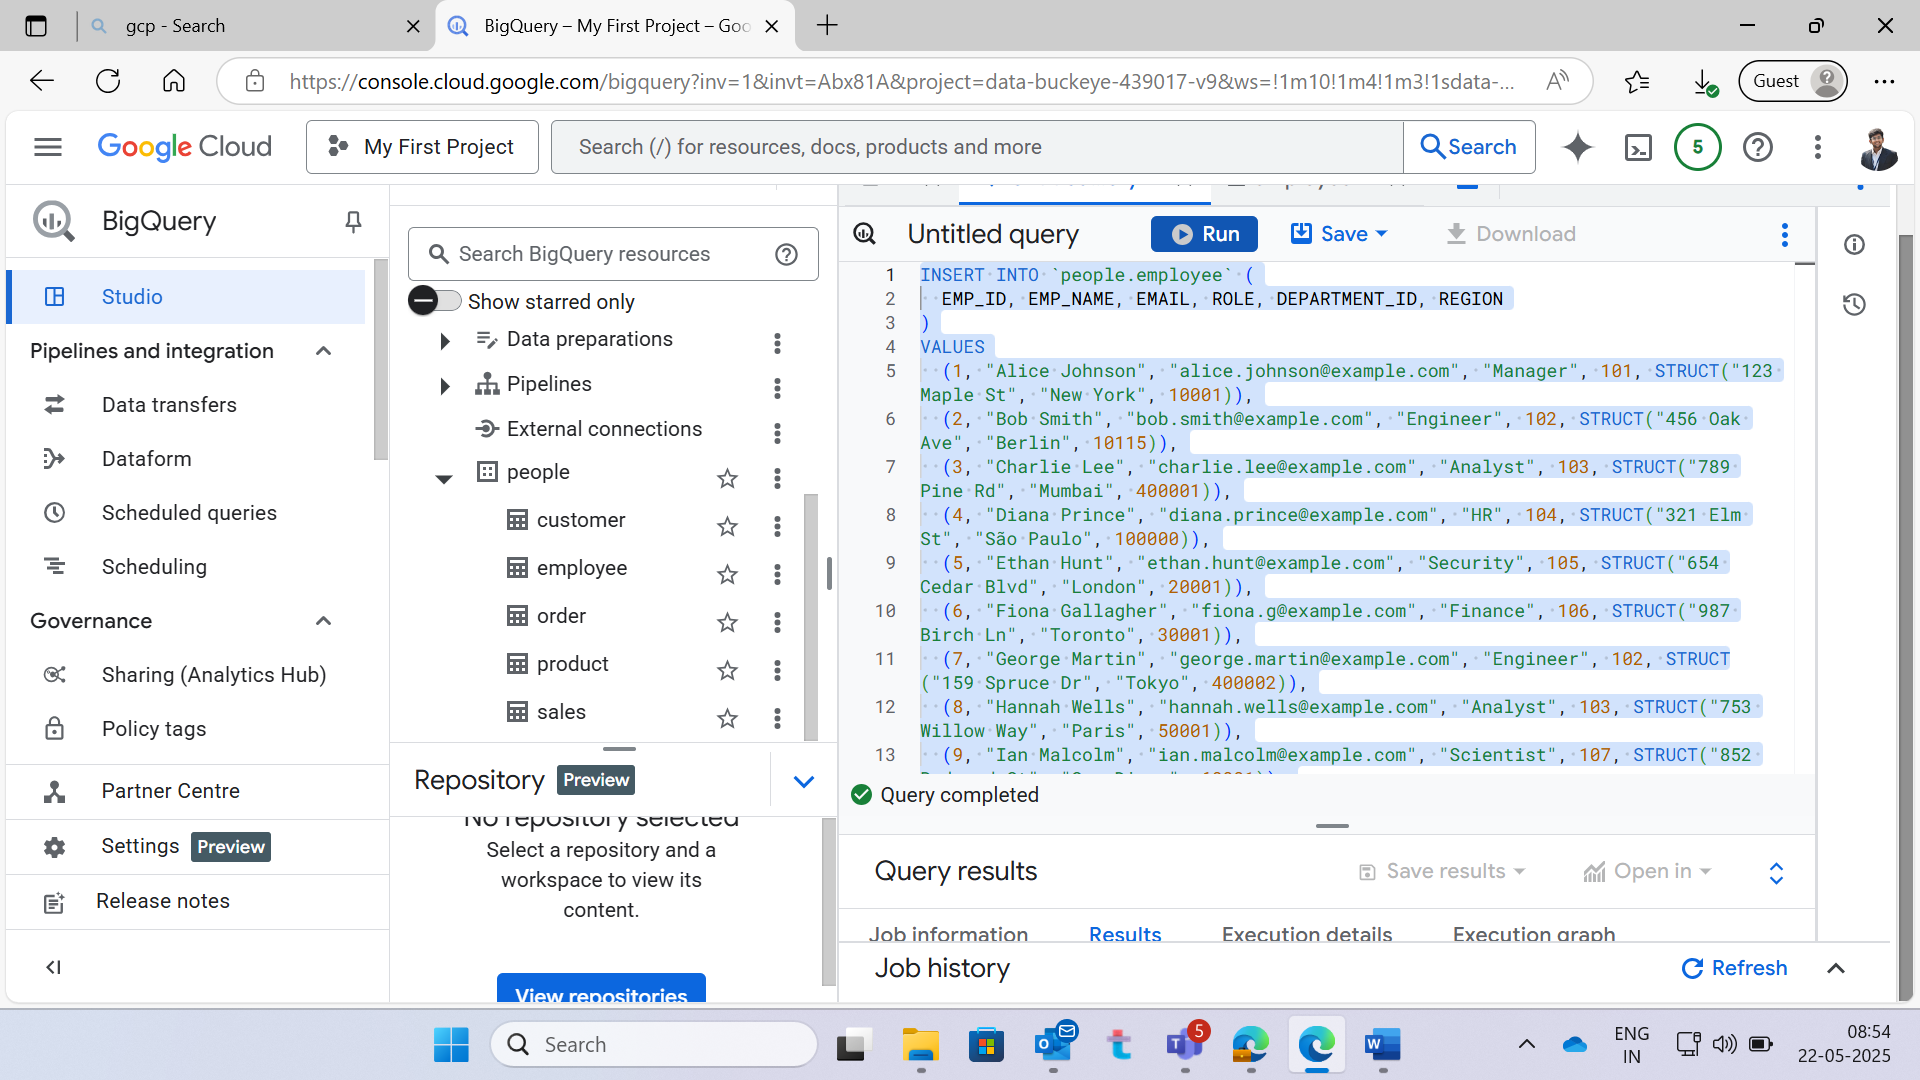 gcp - Search
BigQuery – My First Project – Goo
https://console.cloud.google.com/bigquery?inv=1&invt=Abx81A&project=data-buckeye-439017-v9&ws=!1m10!1m4!1m3!1sdata-...
Guest
Google Cloud
My First Project
Search (/) for resources, docs, products and more
Search
5
BigQuery
Studio
Pipelines and integration
Data transfers
Dataform
Scheduled queries
Scheduling
Governance
Sharing (Analytics Hub)
Policy tags
Partner Centre
Settings Preview
Release notes
Search BigQuery resources
Show starred only
Data preparations
Pipelines
External connections
people
customer
employee
order
product
sales
Repository Preview
No repository selected
Select a repository and a
workspace to view its
content.
View repositories
Untitled query
Run
Save
Download
1 INSERT INTO `people.employee` (
2 EMP_ID, EMP_NAME, EMAIL, ROLE, DEPARTMENT_ID, REGION
3 )
4 VALUES
5 (1, "Alice Johnson", "alice.johnson@example.com", "Manager", 101, STRUCT("123
Maple St", "New York", 10001)),
6 (2, "Bob Smith", "bob.smith@example.com", "Engineer", 102, STRUCT("456 Oak
Ave", "Berlin", 10115)),
7 (3, "Charlie Lee", "charlie.lee@example.com", "Analyst", 103, STRUCT("789
Pine Rd", "Mumbai", 400001)),
8 (4, "Diana Prince", "diana.prince@example.com", "HR", 104, STRUCT("321 Elm
St", "São Paulo", 100000)),
9 (5, "Ethan Hunt", "ethan.hunt@example.com", "Security", 105, STRUCT("654
Cedar Blvd", "London", 20001)),
10 (6, "Fiona Gallagher", "fiona.g@example.com", "Finance", 106, STRUCT("987
Birch Ln", "Toronto", 30001)),
11 (7, "George Martin", "george.martin@example.com", "Engineer", 102, STRUCT
("159 Spruce Dr", "Tokyo", 400002)),
12 (8, "Hannah Wells", "hannah.wells@example.com", "Analyst", 103, STRUCT("753
Willow Way", "Paris", 50001)),
13 (9, "Ian Malcolm", "ian.malcolm@example.com", "Scientist", 107, STRUCT("852
Query completed
Query results
Save results
Open in
Job information
Results
Execution details
Execution graph
Job history
Refresh
Search
5
ENG
IN
08:54
22-05-2025